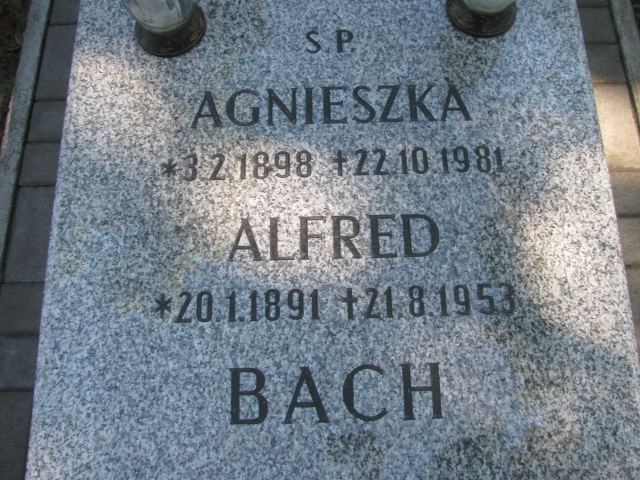 S.P.
AGNIESZKA
*3.2.1898 †22.10.1981
ALFRED
*20.1.1891 †21.8.1953
BACH